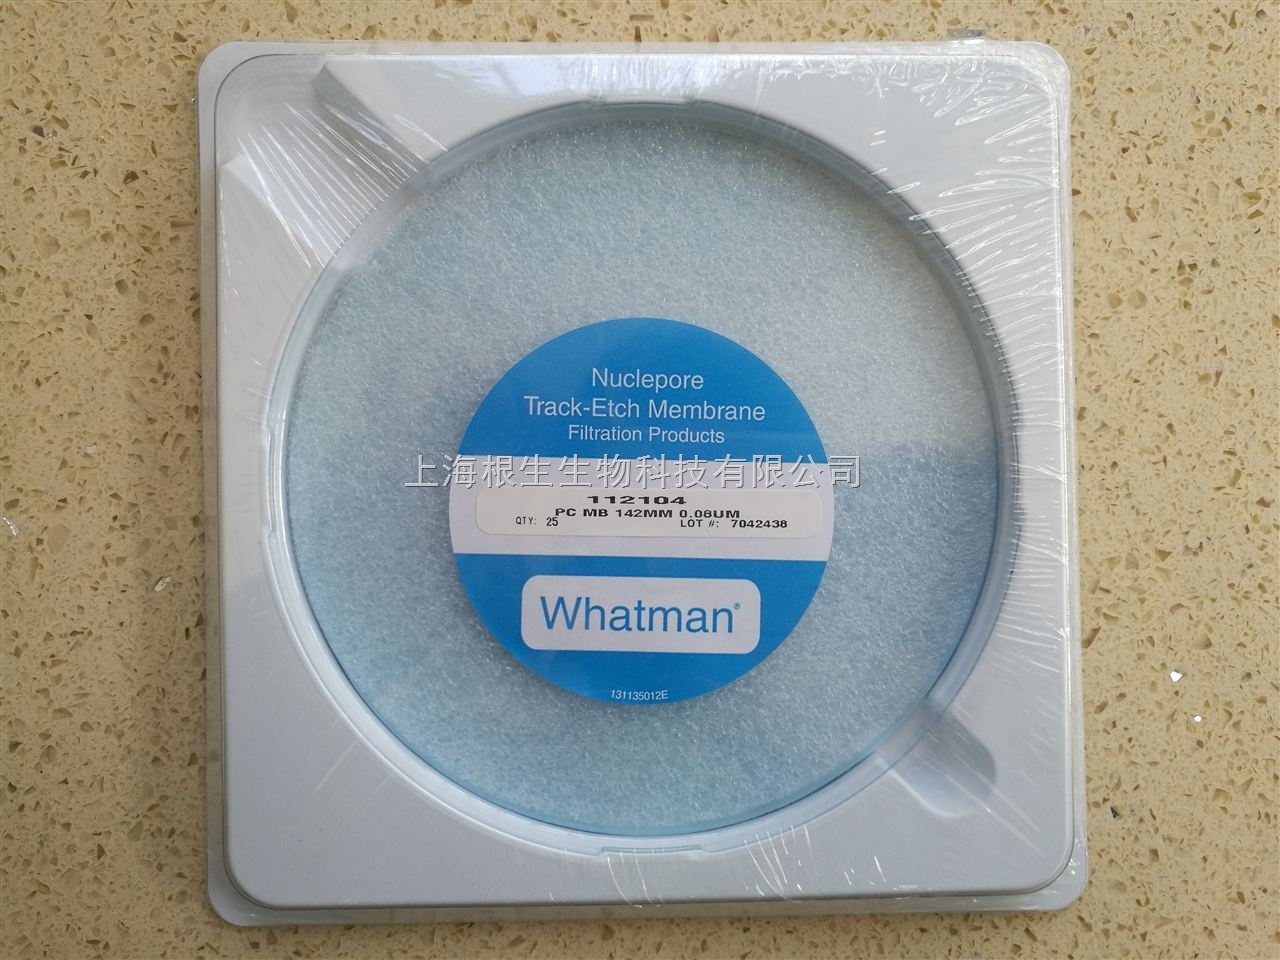 Nuclepore
Track-Etch Membrane
Filtration Products
上海根生生物科技有限公司
112104
PC MB 142MM 0.08UM
QTY: 25 LOT #: 7042438
Whatman®
131135012E